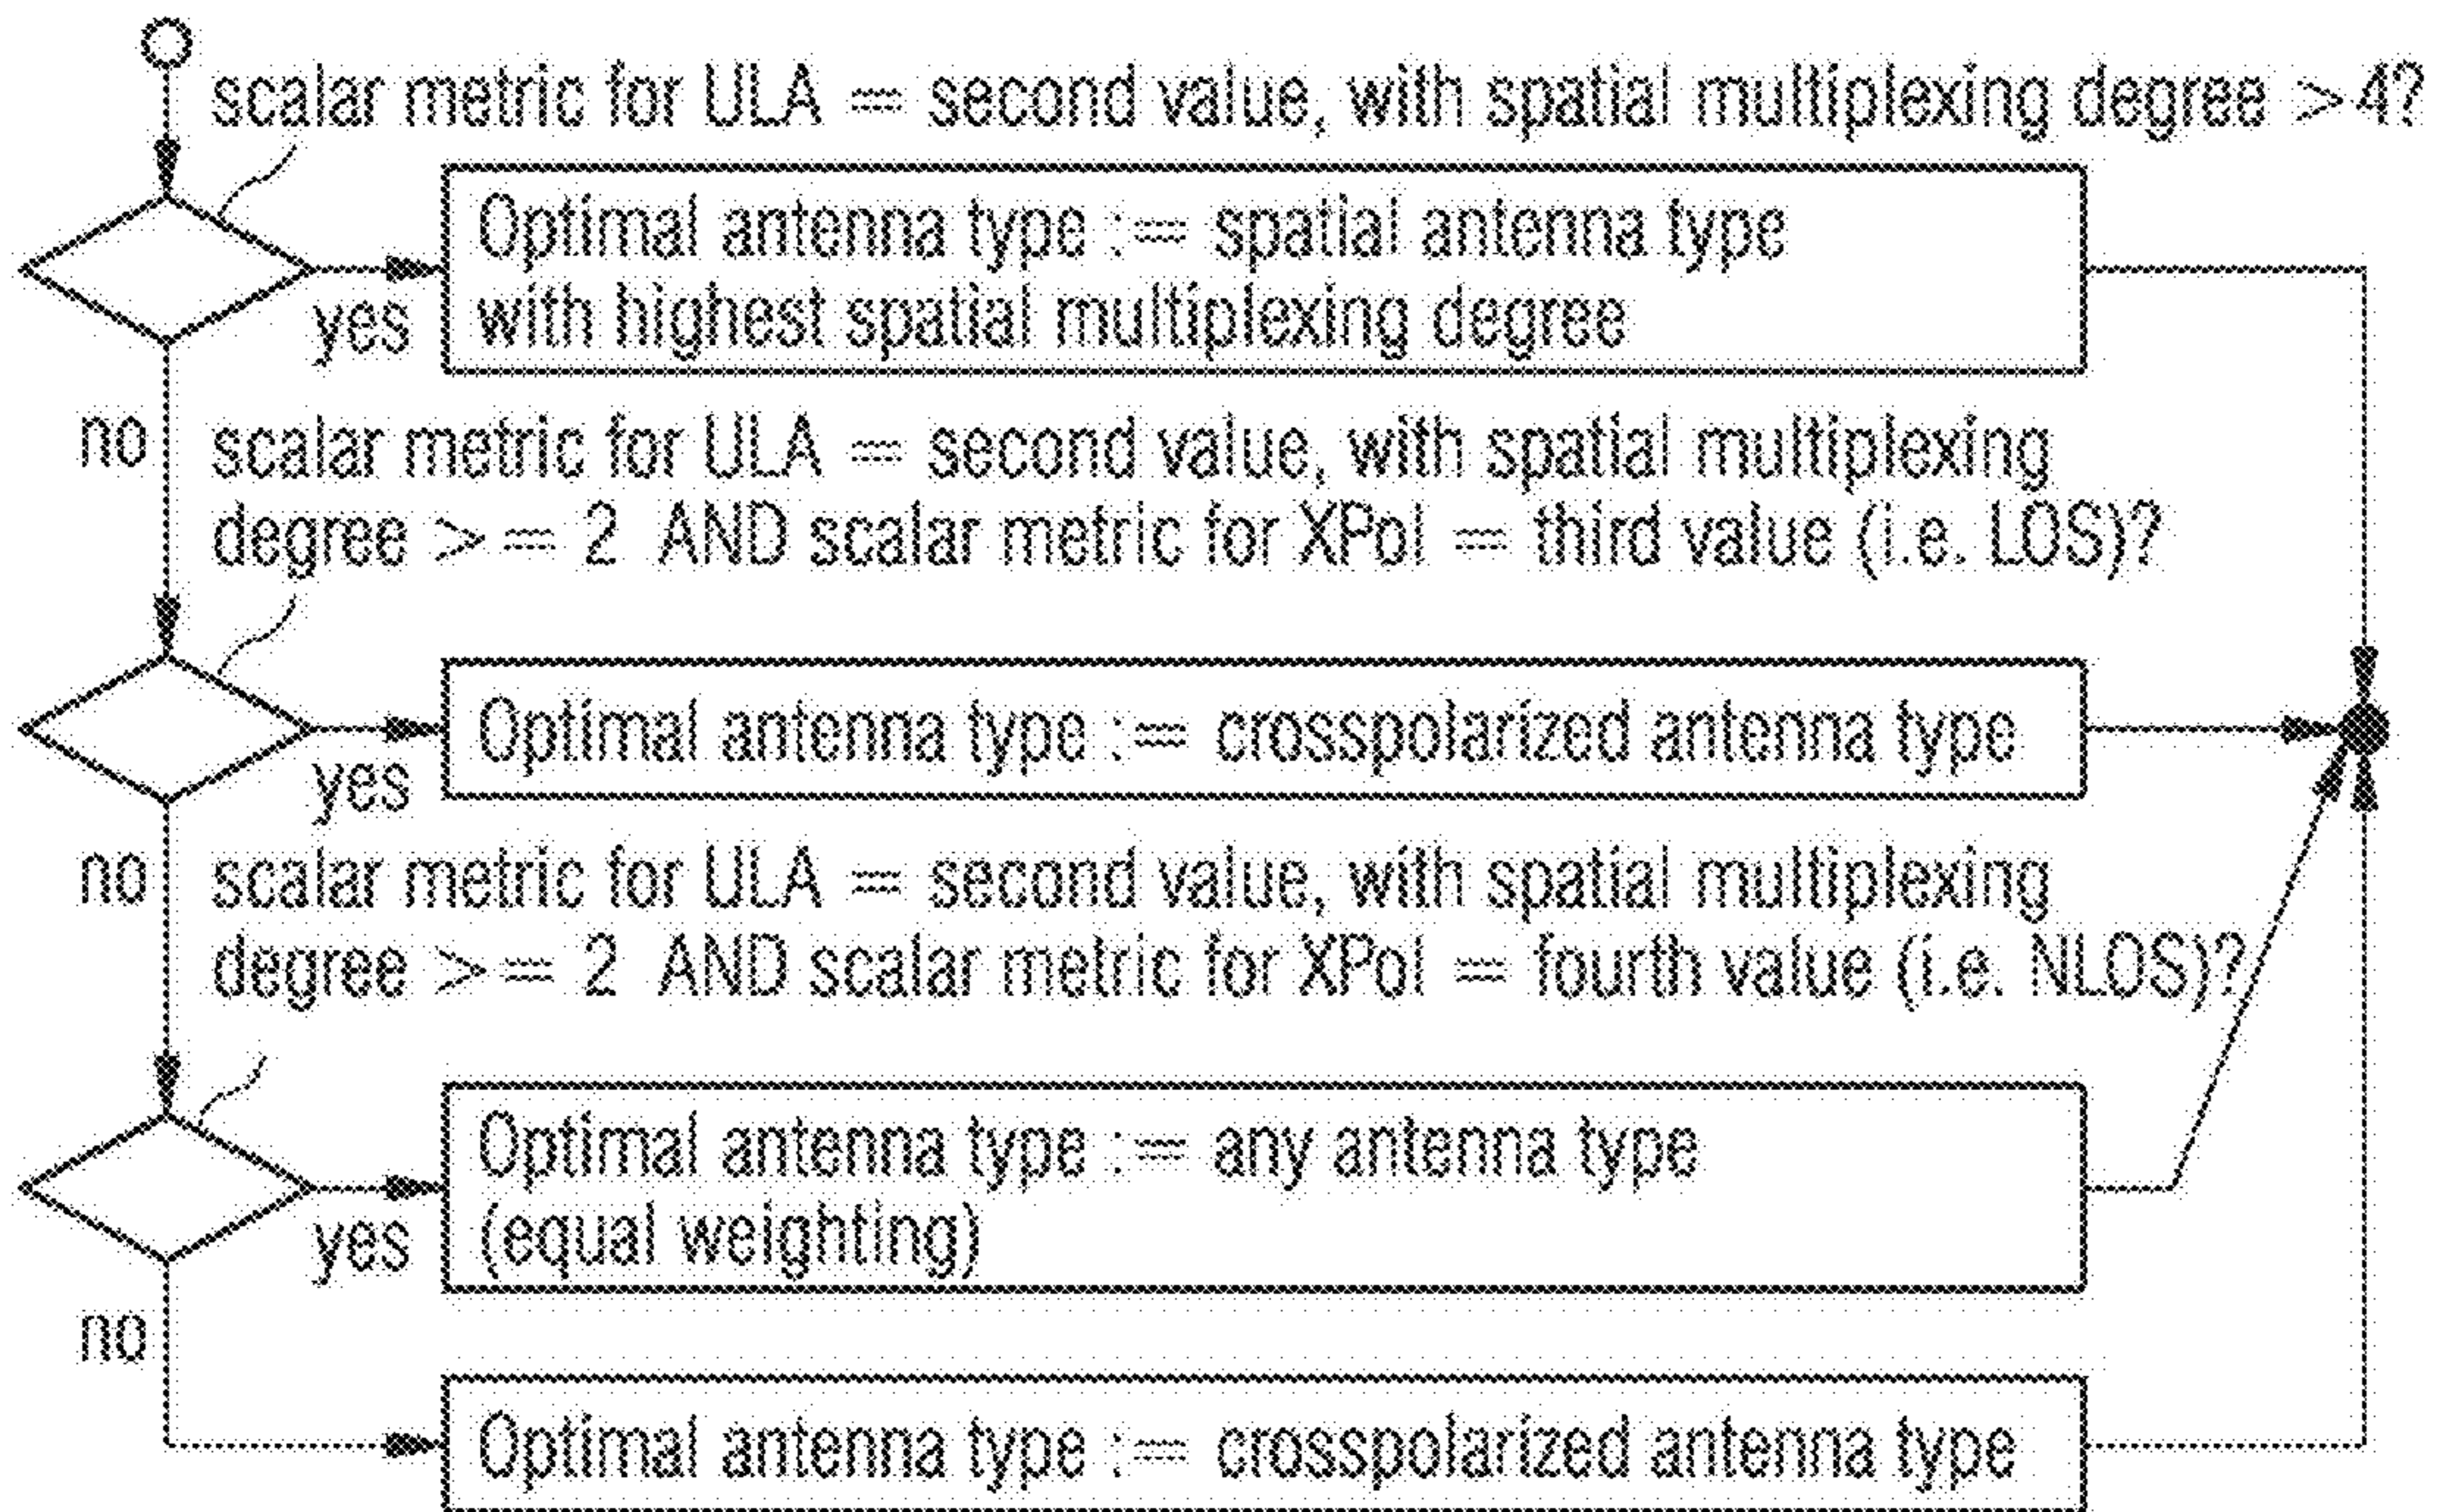 scalar metric for ULA == second value, with spatial multiplexing degree >4?
Optimal antenna type := spatial antenna type
with highest spatial multiplexing degree
yes
no
scalar metric for ULA == second value, with spatial multiplexing
degree >= 2 AND scalar metric for XPol == third value (i.e. LOS)?
Optimal antenna type := crosspolarized antenna type
yes
no
scalar metric for ULA == second value, with spatial multiplexing
degree >= 2 AND scalar metric for XPol == fourth value (i.e. NLOS)?
Optimal antenna type := any antenna type
(equal weighting)
yes
no
Optimal antenna type := crosspolarized antenna type